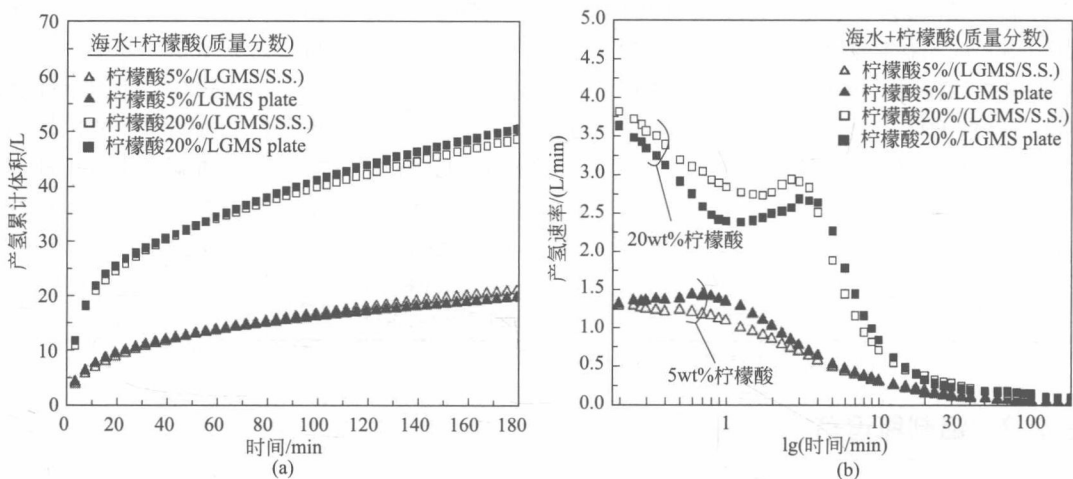 70
60
50
40
30
20
10
0
产氢累计体积/L
海水+柠檬酸(质量分数)
柠檬酸5%/(LGMS/S.S.)
柠檬酸5%/LGMS plate
柠檬酸20%/(LGMS/S.S.)
柠檬酸20%/LGMS plate
0 20 40 60 80 100 120 140 160 180
时间/min
(a)
5.0
4.5
4.0
3.5
3.0
2.5
2.0
1.5
1.0
0.5
0.0
产氢速率/(L/min)
海水+柠檬酸(质量分数)
柠檬酸5%/(LGMS/S.S.)
柠檬酸5%/LGMS plate
柠檬酸20%/(LGMS/S.S.)
柠檬酸20%/LGMS plate
20wt%柠檬酸
5wt%柠檬酸
1 10 30 100
lg(时间/min)
(b)